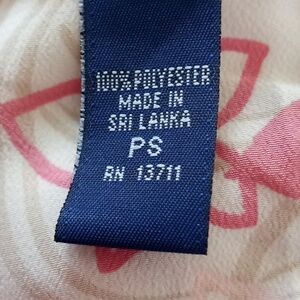 100% POLYESTER
MADE IN
SRI LANKA
PS
RN 13711